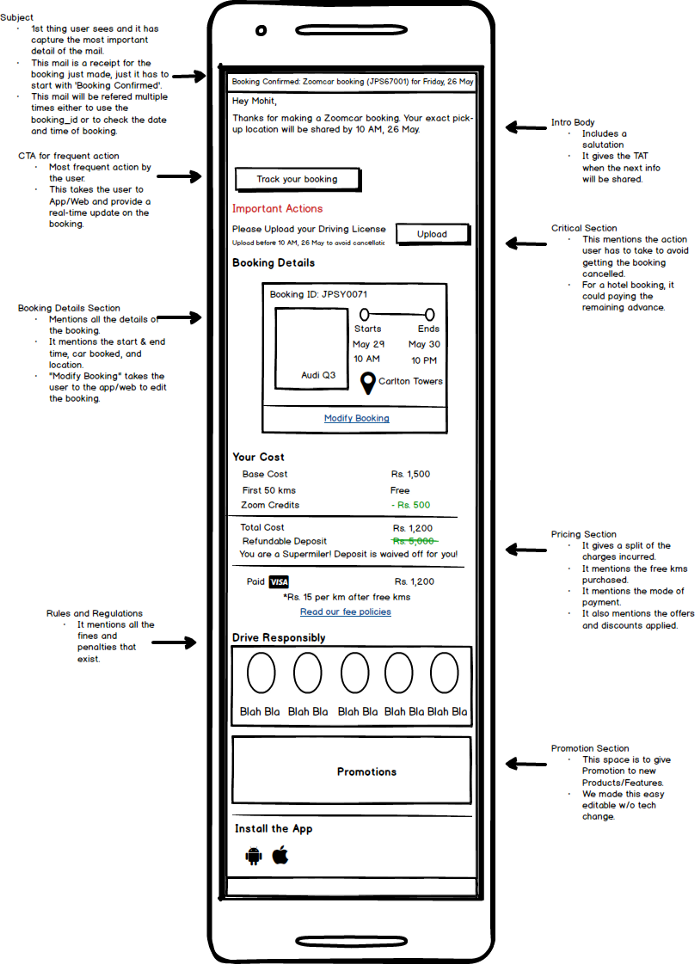 Subject
· 1st thing user sees and it has
capture the most important
detail of the mail.
· This mail is a receipt for the
booking just made, just it has to
start with 'Booking Confirmed'.
· This mail will be refered multiple
times either to use the
booking_id or to check the date
and time of booking.
CTA for frequent action
· Most frequent action by
the user.
· This takes the user to
App/Web and provide a
real-time update on the
booking.
Booking Details Section
· Mentions all the details of
the booking.
· It mentions the start & end
time, car booked, and
location.
· "Modify Booking" takes the
user to the app/web to edit
the booking.
Rules and Regulations
· It mentions all the
fines and
penalties that
exist.
Booking Confirmed: Zoomcar booking (JPS67001) for Friday, 26 May
Hey Mohit,
Thanks for making a Zoomcar booking. Your exact pick-
up location will be shared by 10 AM, 26 May.
Track your booking
Important Actions
Please Upload your Driving License
Upload before 10 AM, 26 May to avoid cancellatic
Upload
Booking Details
Booking ID: JPSY0071
Audi Q3
Starts Ends
May 29 May 30
10 AM 10 PM
Carlton Towers
Modify Booking
Your Cost
Base Cost Rs. 1,500
First 50 kms Free
Zoom Credits - Rs. 500
Total Cost Rs. 1,200
Refundable Deposit Rs. 5,000
You are a Supermiler! Deposit is waived off for you!
Paid VISA Rs. 1,200
*Rs. 15 per km after free kms
Read our fee policies
Drive Responsibly
Blah Bla Blah Bla Blah Bla Blah Bla Blah Bla
Promotions
Install the App
Intro Body
· Includes a
salutation
· It gives the TAT
when the next info
will be shared.
Critical Section
· This mentions the action
user has to take to avoid
getting the booking
cancelled.
· For a hotel booking, it
could paying the
remaining advance.
Pricing Section
· It gives a split of the
charges incurred.
· It mentions the free kms
purchased.
· It mentions the mode of
payment.
· It also mentions the offers
and discounts applied.
Promotion Section
· This space is to give
Promotion to new
Products/Features.
· We made this easy
editable w/o tech
change.